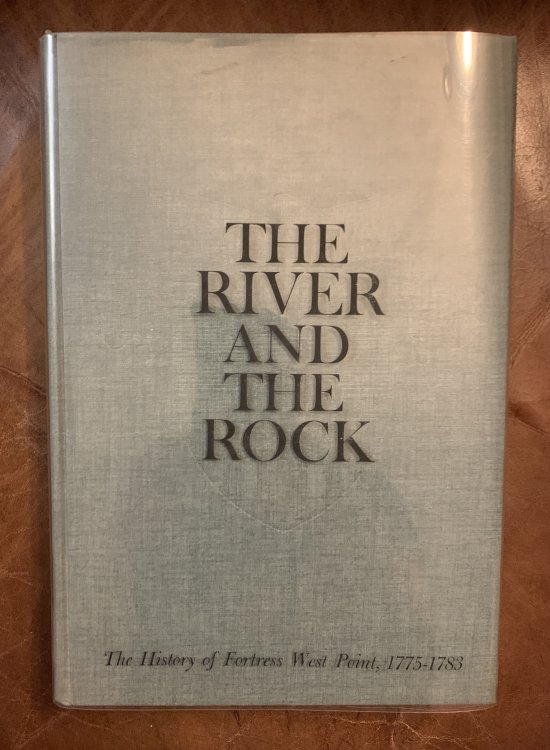 THE
RIVER
AND
THE
ROCK
The History of Fortress West Point, 1775-1783